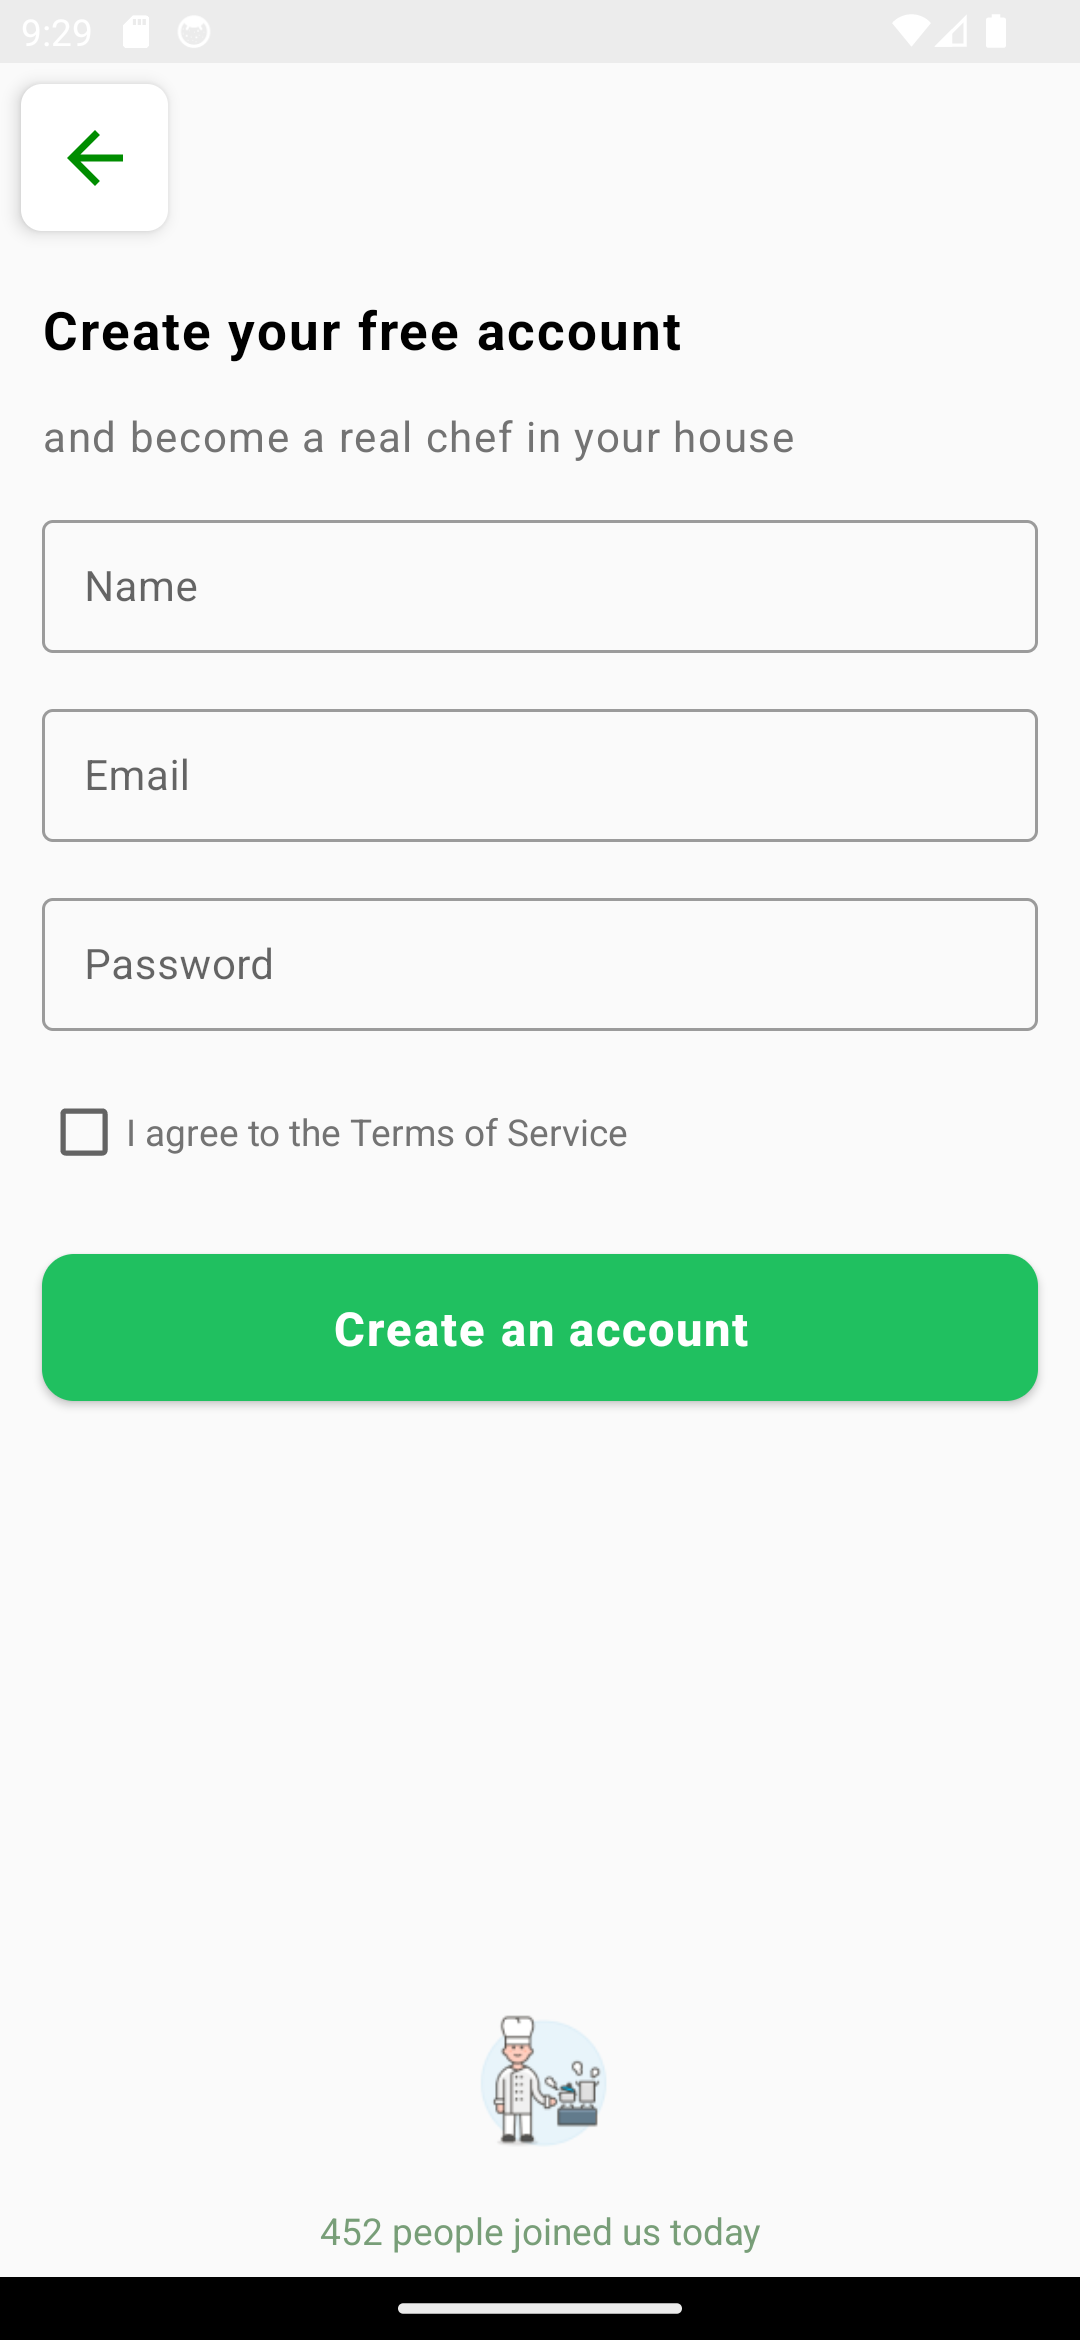 9:29
Create your free account
and become a real chef in your house
Name
Email
Password
I agree to the Terms of Service
Create an account
452 people joined us today